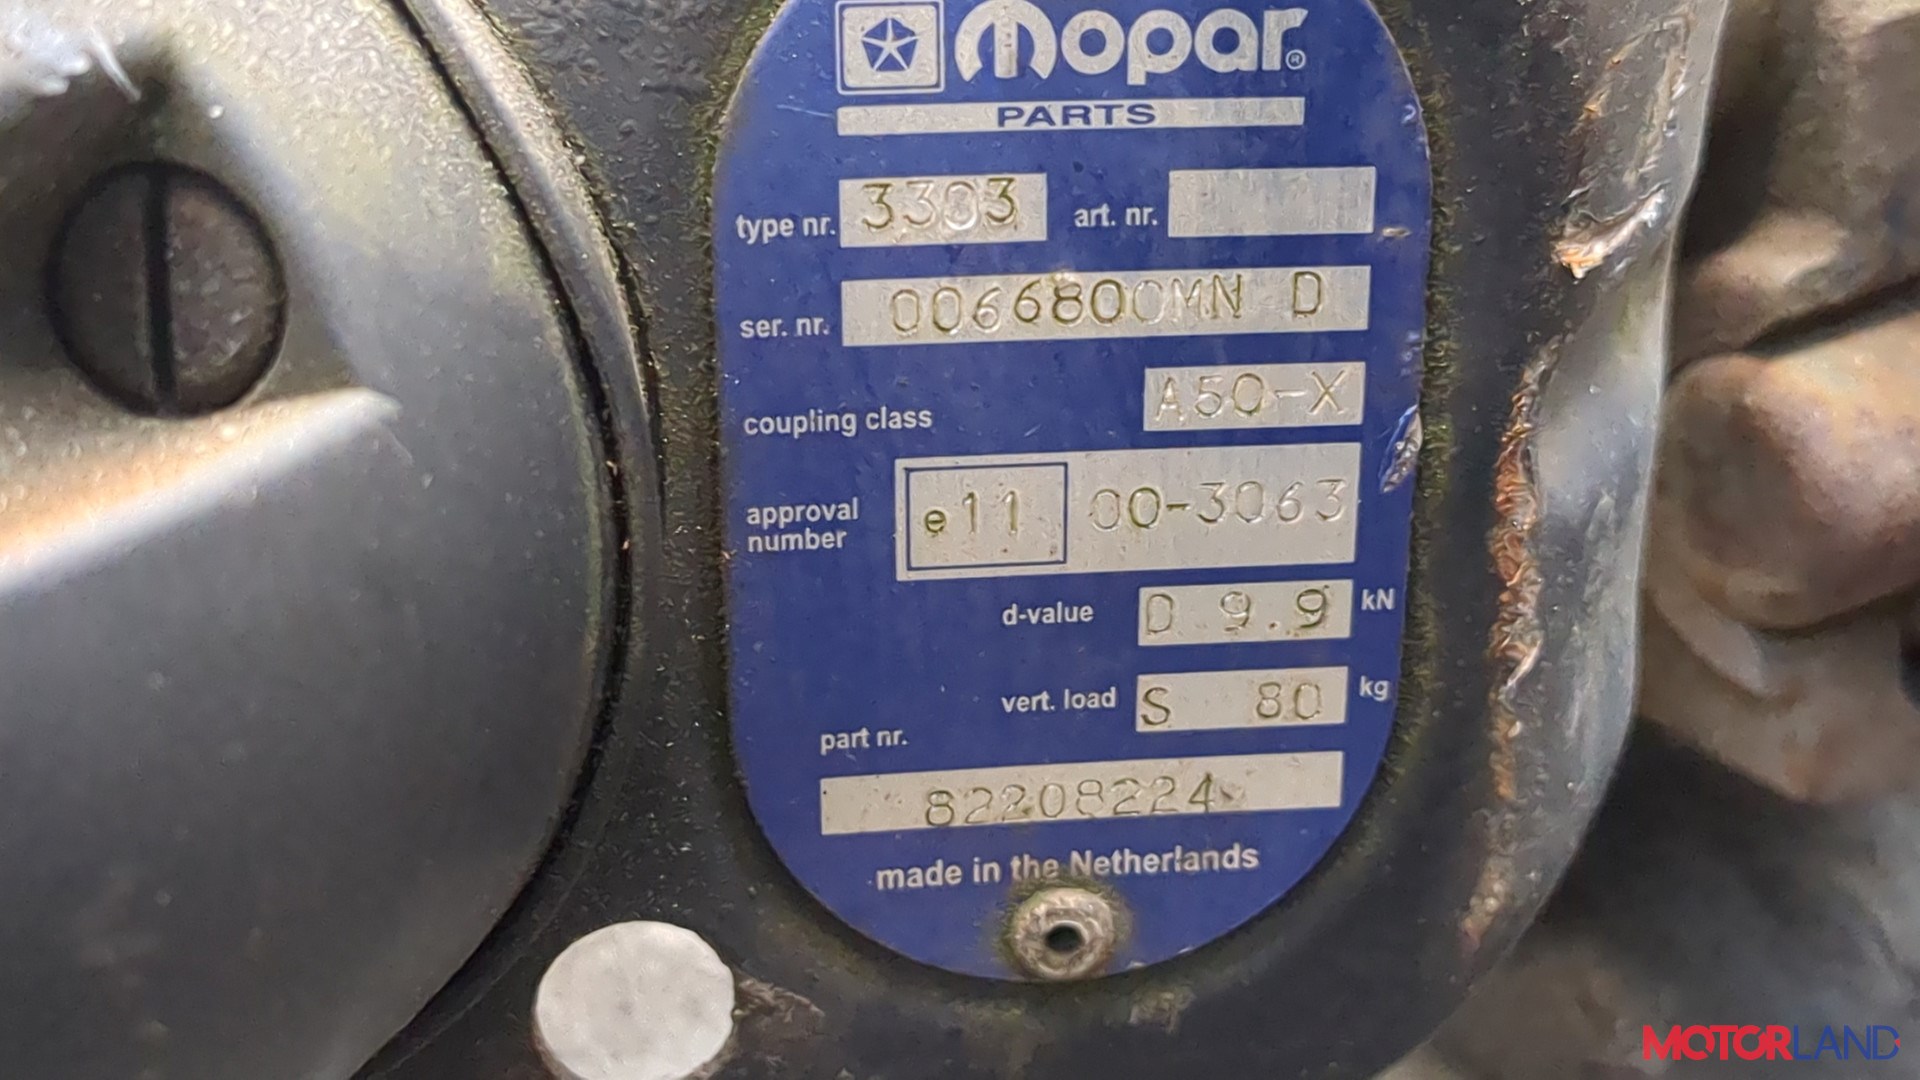 mopar®
PARTS
type nr. 3303 art. nr.
ser. nr. 0066800MN D
coupling class A50-X
approval number e11 00-3063
d-value D 9.9 kN
vert. load S 80 kg
part nr.
82208224
made in the Netherlands
MOTORLAND